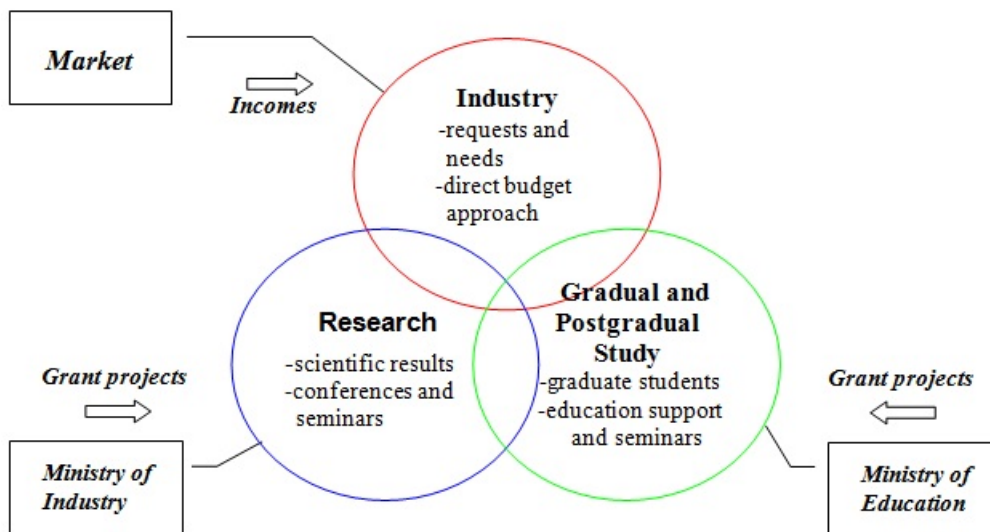 Market
Incomes
Industry
-requests and
needs
-direct budget
approach
Research
-scientific results
-conferences and
seminars
Gradual and
Postgradual
Study
-graduate students
-education support
and seminars
Grant projects
Ministry of
Industry
Grant projects
Ministry of
Education